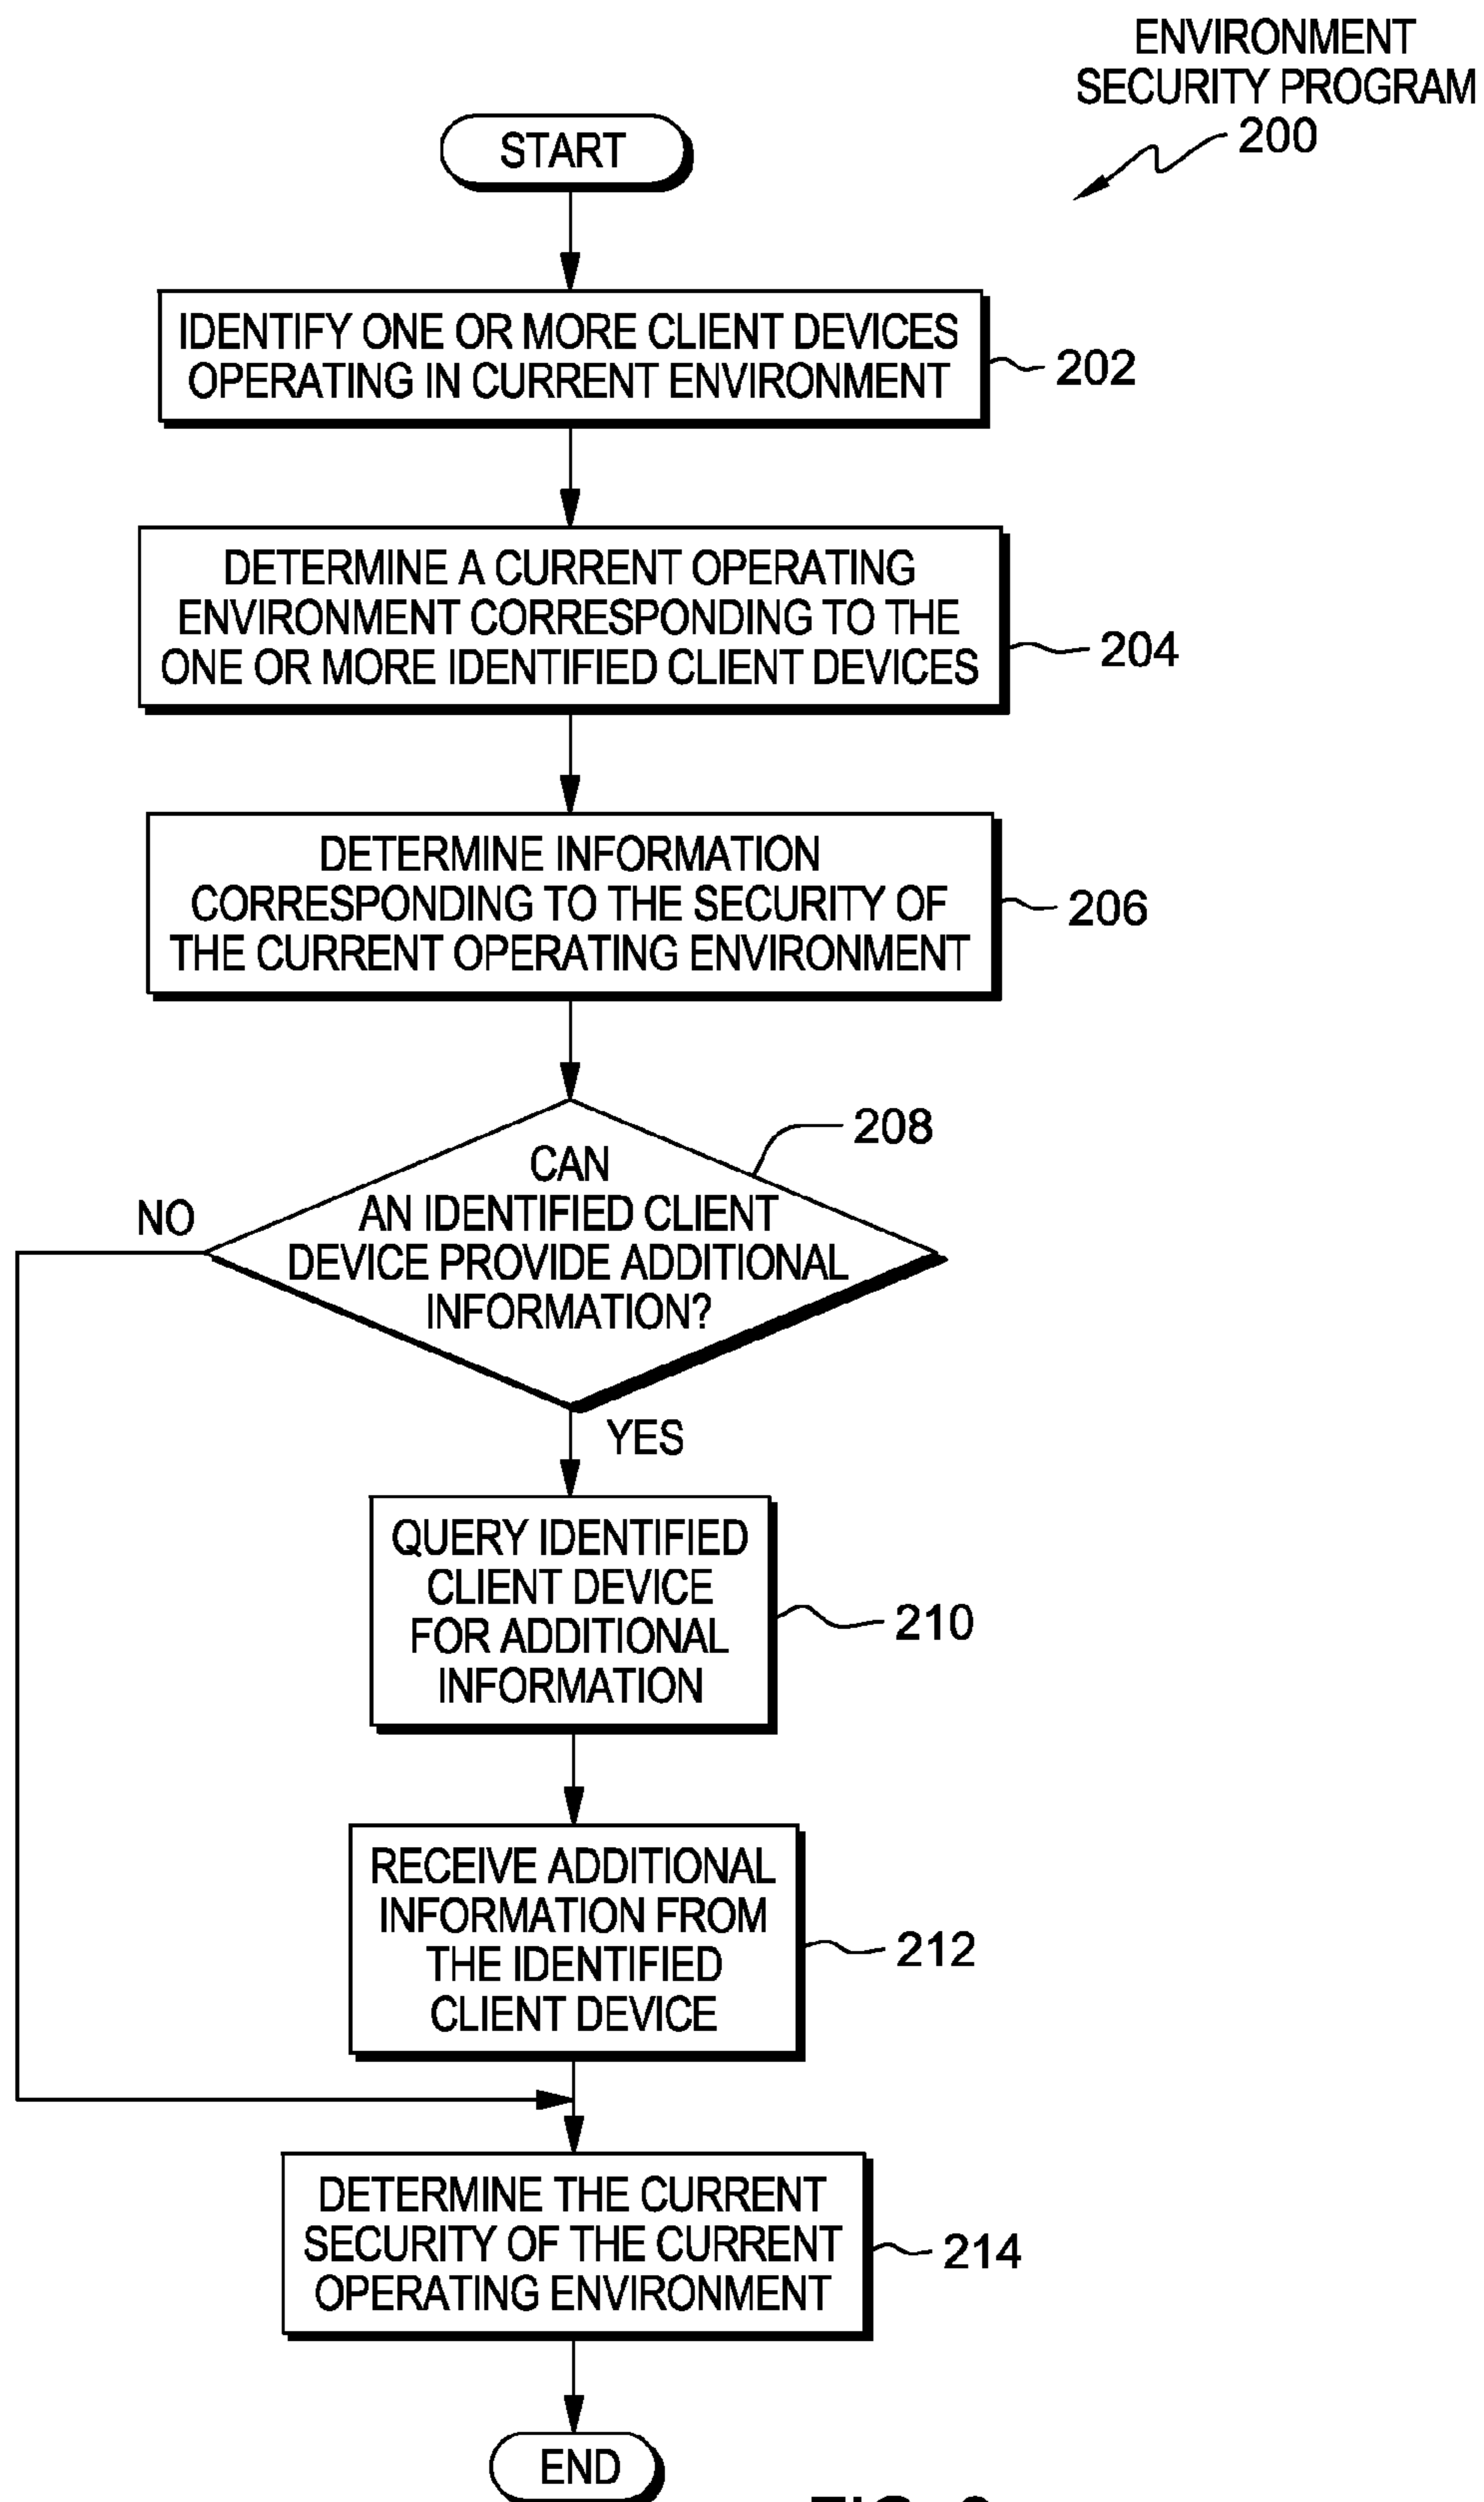 ENVIRONMENT
SECURITY PROGRAM
200
START
IDENTIFY ONE OR MORE CLIENT DEVICES
OPERATING IN CURRENT ENVIRONMENT
202
DETERMINE A CURRENT OPERATING
ENVIRONMENT CORRESPONDING TO THE
ONE OR MORE IDENTIFIED CLIENT DEVICES
204
DETERMINE INFORMATION
CORRESPONDING TO THE SECURITY OF
THE CURRENT OPERATING ENVIRONMENT
206
208
CAN
AN IDENTIFIED CLIENT
DEVICE PROVIDE ADDITIONAL
INFORMATION?
NO
YES
QUERY IDENTIFIED
CLIENT DEVICE
FOR ADDITIONAL
INFORMATION
210
RECEIVE ADDITIONAL
INFORMATION FROM
THE IDENTIFIED
CLIENT DEVICE
212
DETERMINE THE CURRENT
SECURITY OF THE CURRENT
OPERATING ENVIRONMENT
214
END